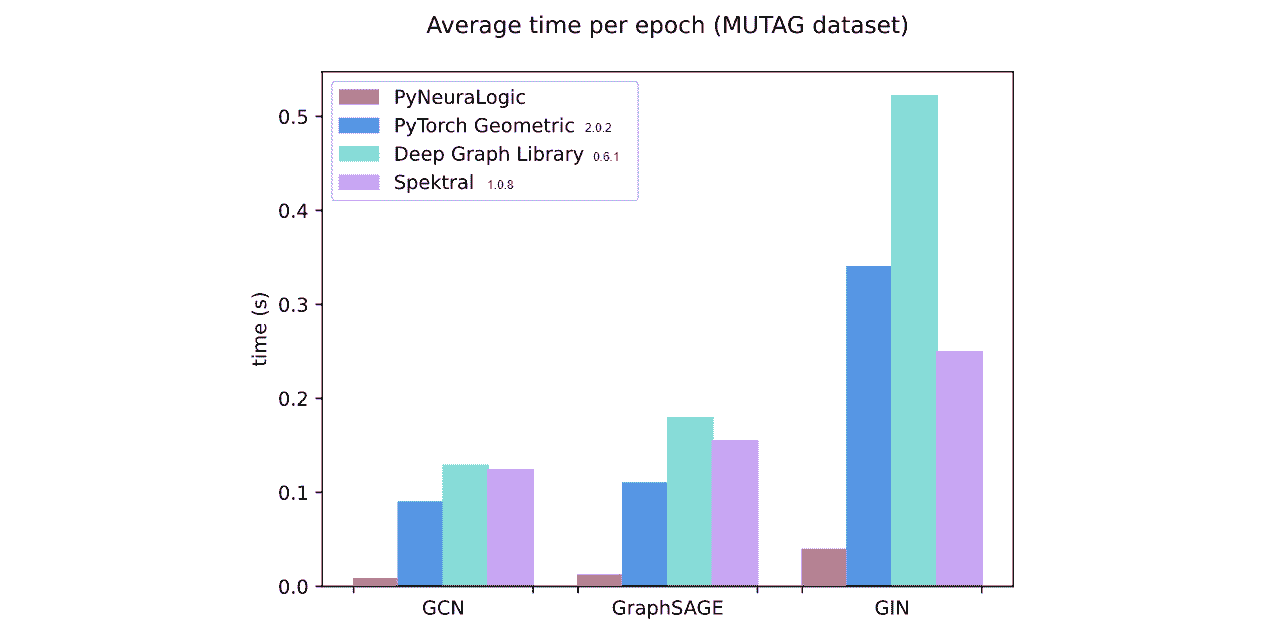 Average time per epoch (MUTAG dataset)
PyNeuraLogic
PyTorch Geometric 2.0.2
Deep Graph Library 0.6.1
Spektral 1.0.8
time (s)
0.5
0.4
0.3
0.2
0.1
0.0
GCN GraphSAGE GIN